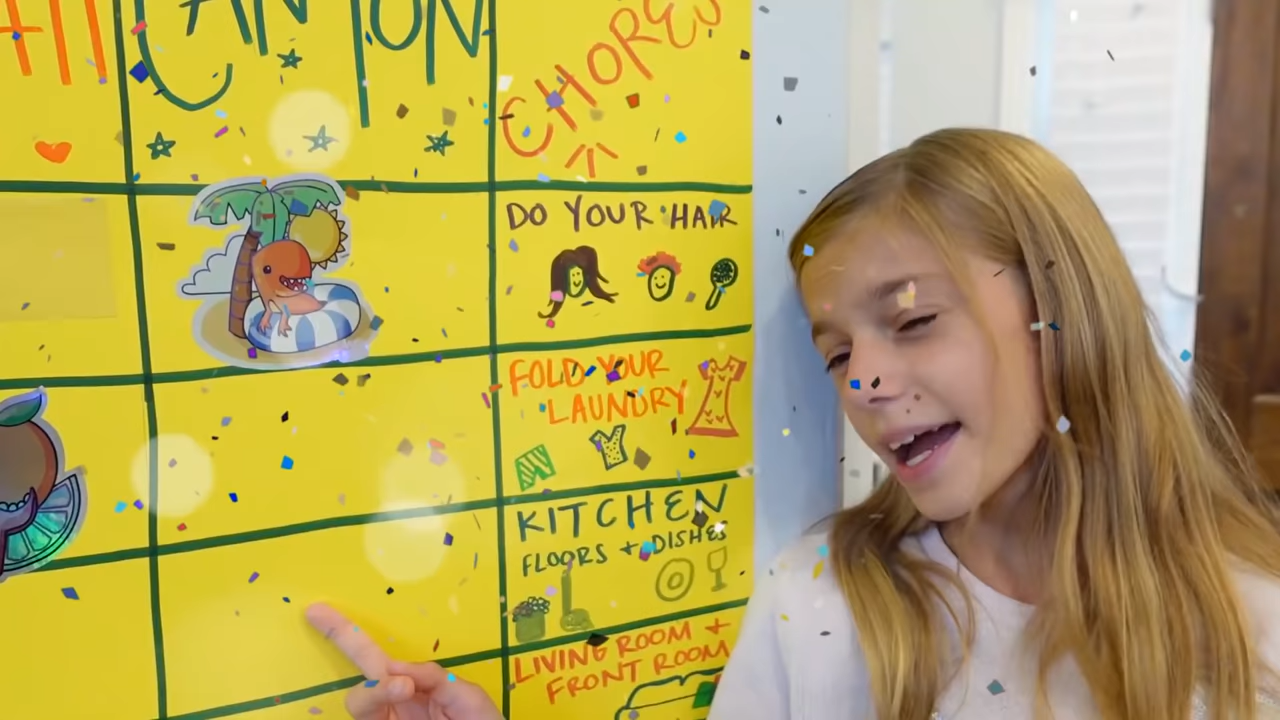 CHORES
DO YOUR HAIR
FOLD YOUR
LAUNDRY
KITCHEN
FLOORS + DISHES
LIVING ROOM +
FRONT ROOM